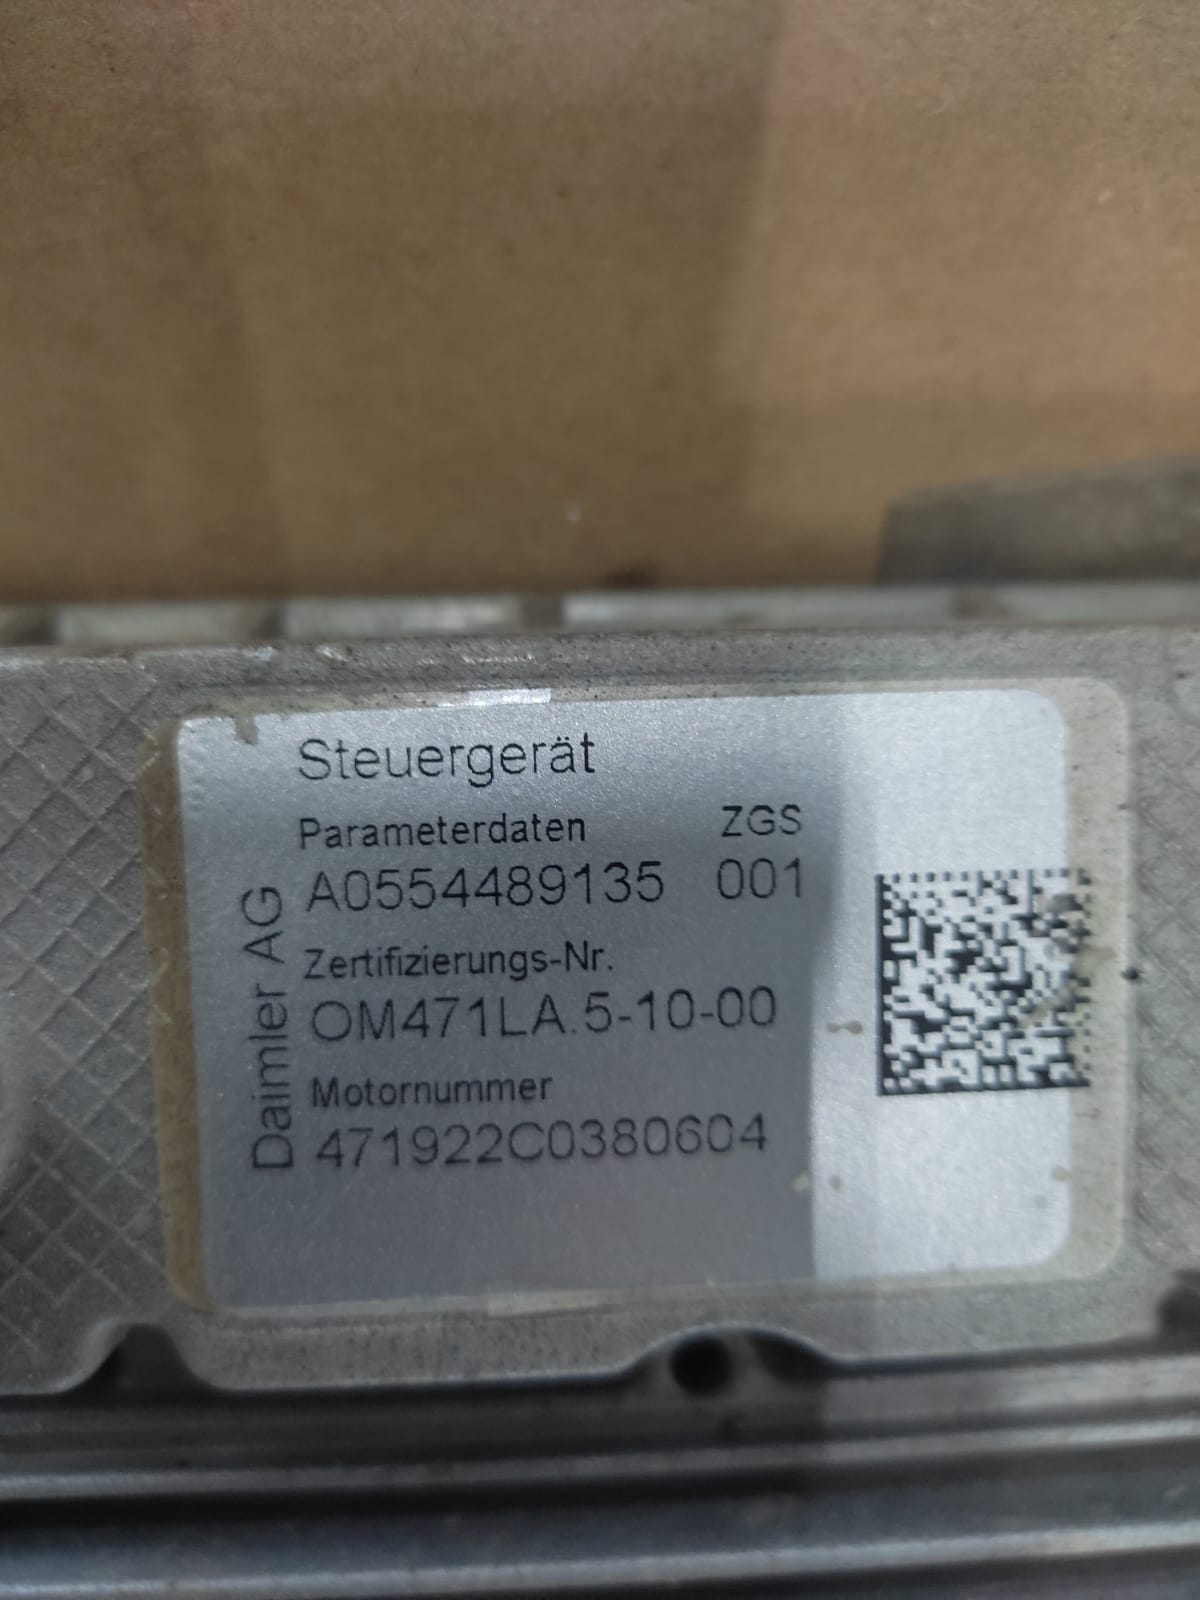 Steuergerät
Parameterdaten ZGS
A0554489135 001
Zertifizierungs-Nr.
OM471LA.5-10-00
Motornummer
471922C0380604
Daimler AG